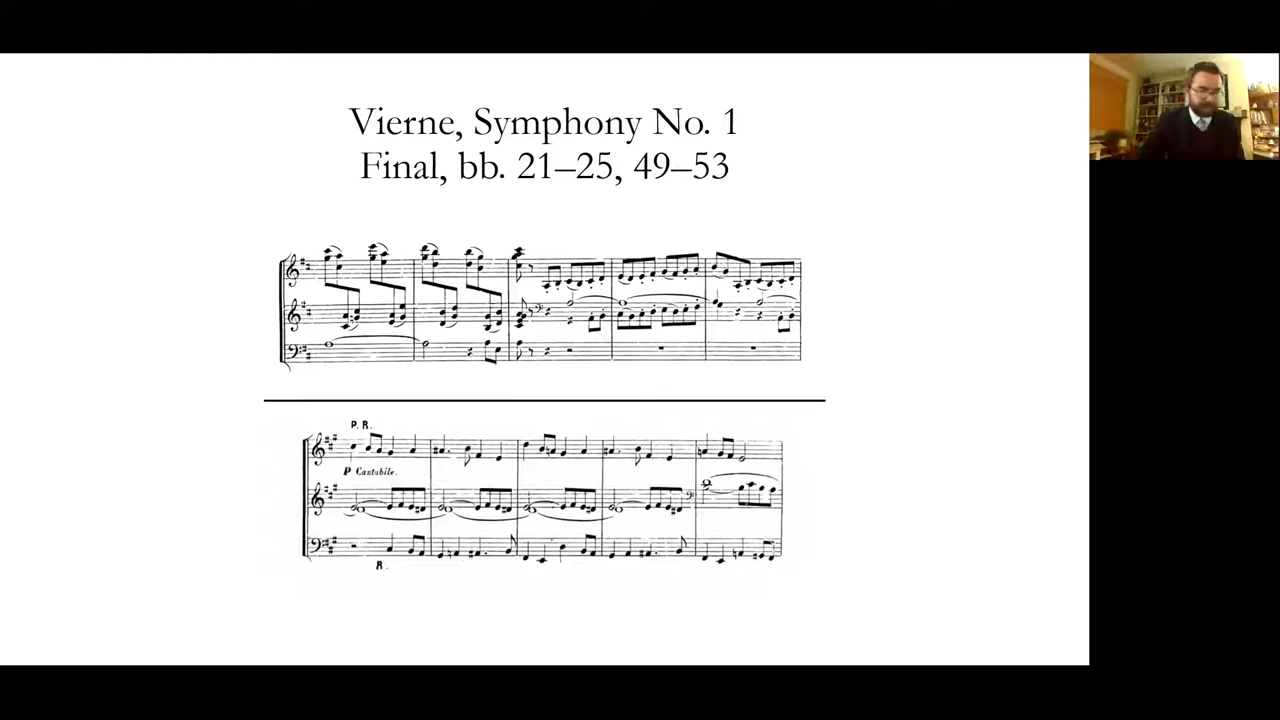 Vierne, Symphony No. 1
Final, bb. 21–25, 49–53
P. R.
P Cantabile.
R.